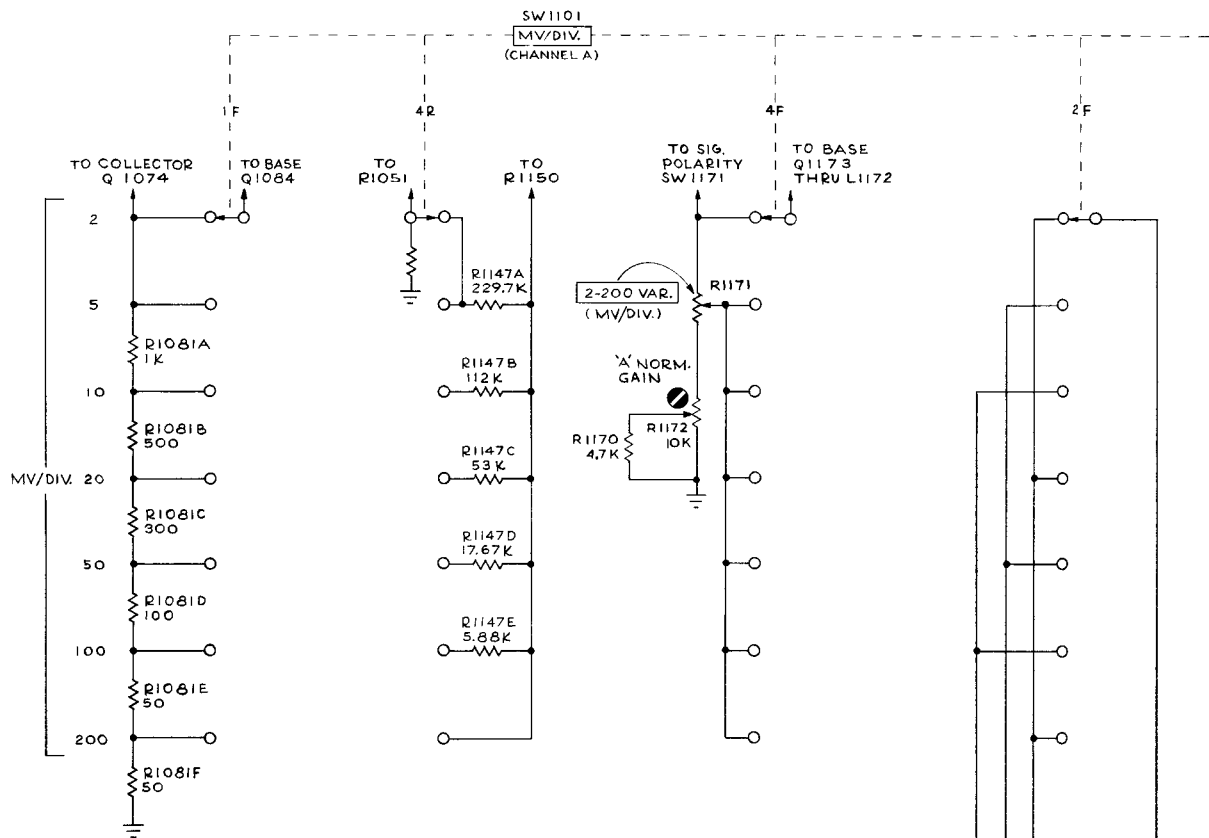 SW1101
MV/DIV.
(CHANNEL A)
1F
4R
4F
2F
TO COLLECTOR
Q 1074
TO BASE
Q1084
TO
R1051
TO
R1150
TO SIG.
POLARITY
SW1171
TO BASE
Q1173
THRU L1172
MV/DIV.
2
5
10
20
50
100
200
R1081A
1K
R1081B
500
R1081C
300
R1081D
100
R1081E
50
R1081F
50
R1147A
229.7K
R1147B
112K
R1147C
53K
R1147D
17.67K
R1147E
5.88K
2-200 VAR.
(MV/DIV.)
R1171
'A' NORM.
GAIN
R1170
4.7K
R1172
10K